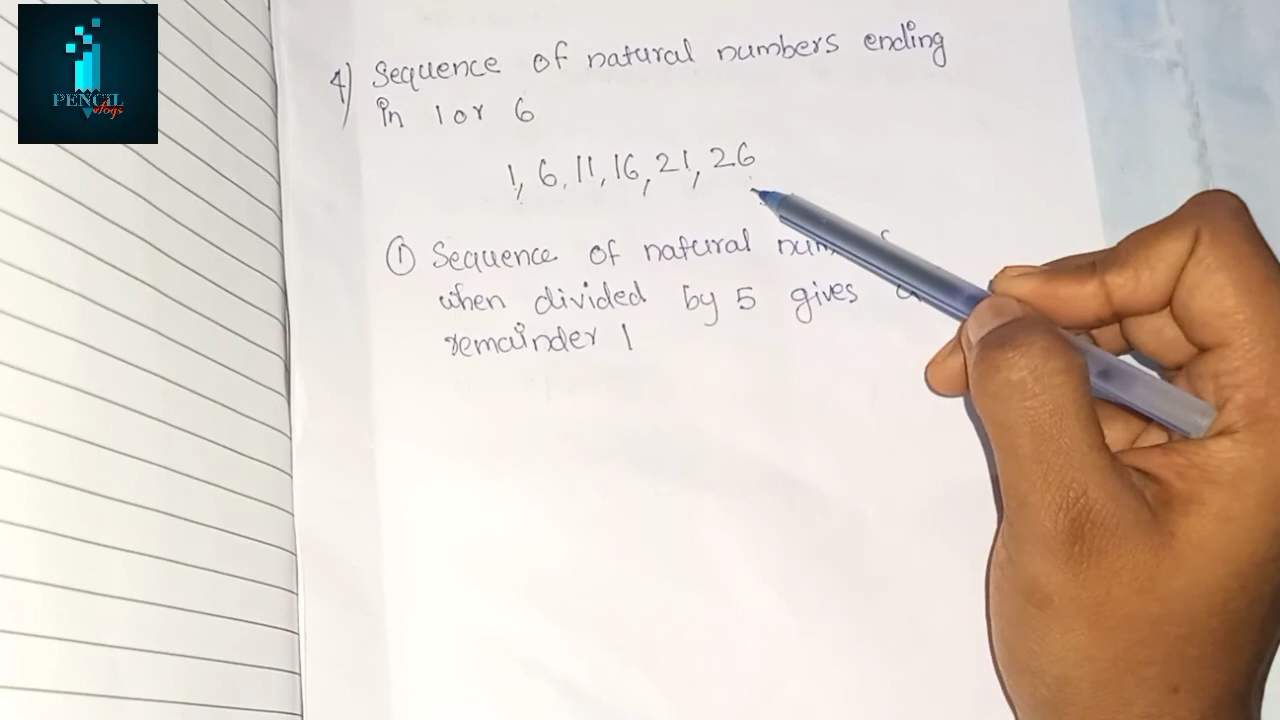 PENCIL
vlogs
4) Sequence of natural numbers ending
in 1 or 6
1, 6, 11, 16, 21, 26
① Sequence of natural
when divided by 5 gives
remainder 1